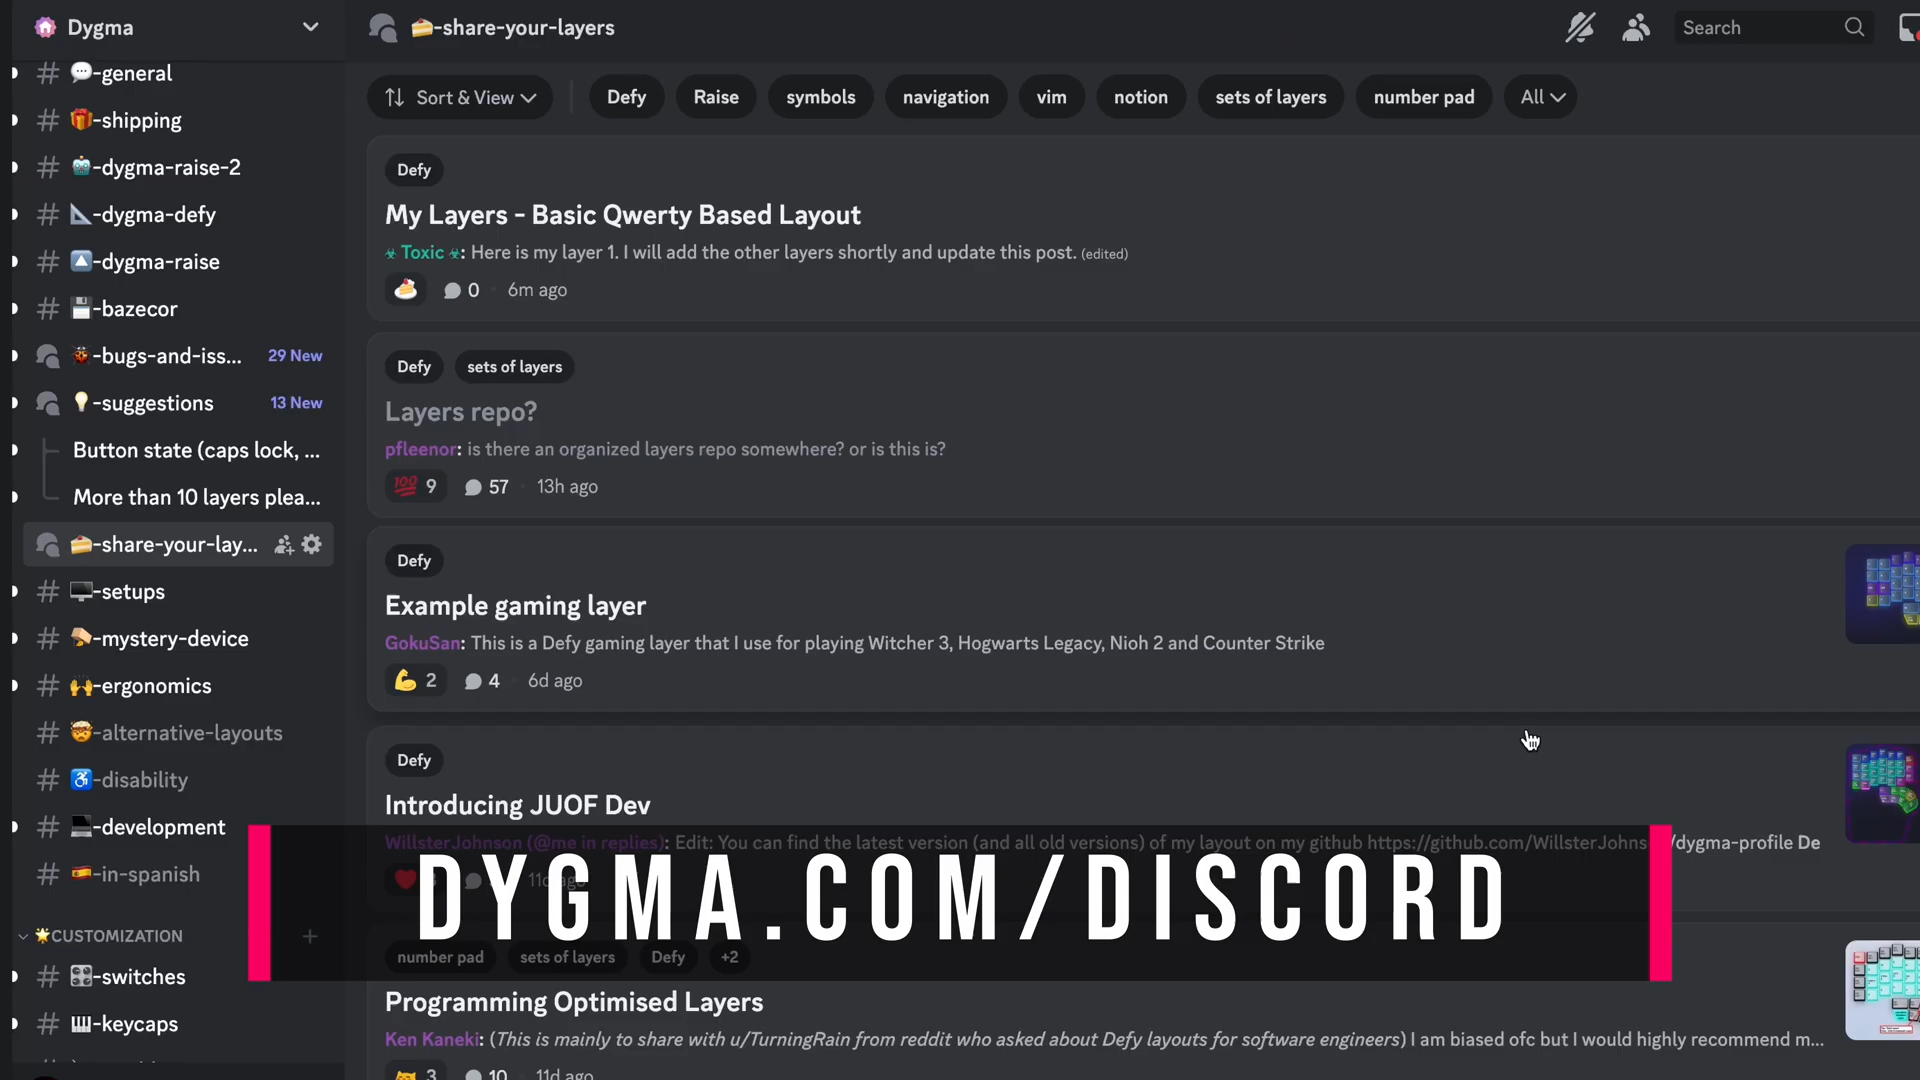 Dygma
-general
-shipping
-dygma-raise-2
-dygma-defy
-dygma-raise
-bazecor
-bugs-and-iss... 29 New
-suggestions 13 New
Button state (caps lock, ...
More than 10 layers plea...
-share-your-lay...
-setups
-mystery-device
-ergonomics
-alternative-layouts
-disability
-development
-in-spanish
CUSTOMIZATION
-switches
-keycaps
-share-your-layers
Search
Sort & View Defy Raise symbols navigation vim notion sets of layers number pad All
Defy
My Layers - Basic Qwerty Based Layout
Toxic : Here is my layer 1. I will add the other layers shortly and update this post. (edited)
0 6m ago
Defy sets of layers
Layers repo?
pfleenor: is there an organized layers repo somewhere? or is this is?
100 9 57 · 13h ago
Defy
Example gaming layer
GokuSan: This is a Defy gaming layer that I use for playing Witcher 3, Hogwarts Legacy, Nioh 2 and Counter Strike
2 4 · 6d ago
Defy
Introducing JUOF Dev
WillsterJohnson (@me in replies): Edit: You can find the latest version (and all old versions) of my layout on my github https://github.com/WillsterJohns /dygma-profile De
11d ago
DYGMA.COM/DISCORD
number pad sets of layers Defy +2
Programming Optimised Layers
Ken Kaneki: (This is mainly to share with u/TurningRain from reddit who asked about Defy layouts for software engineers) I am biased ofc but I would highly recommend m...
3 10 · 11d ago